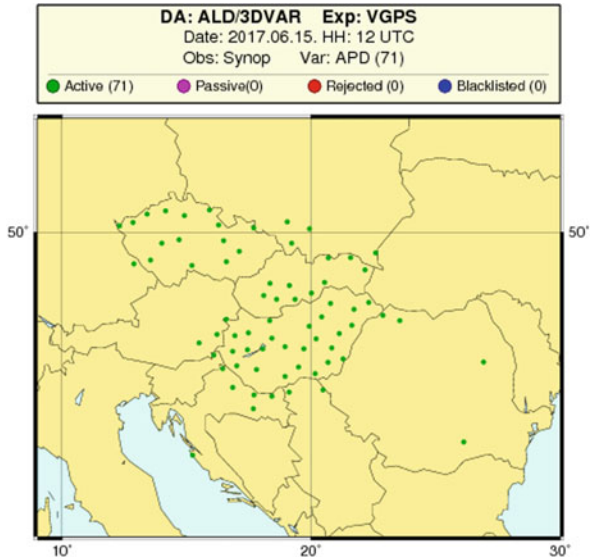 DA: ALD/3DVAR Exp: VGPS
Date: 2017.06.15. HH: 12 UTC
Obs: Synop Var: APD (71)
Active (71) Passive(0) Rejected (0) Blacklisted (0)
50° 50°
10° 20° 30°